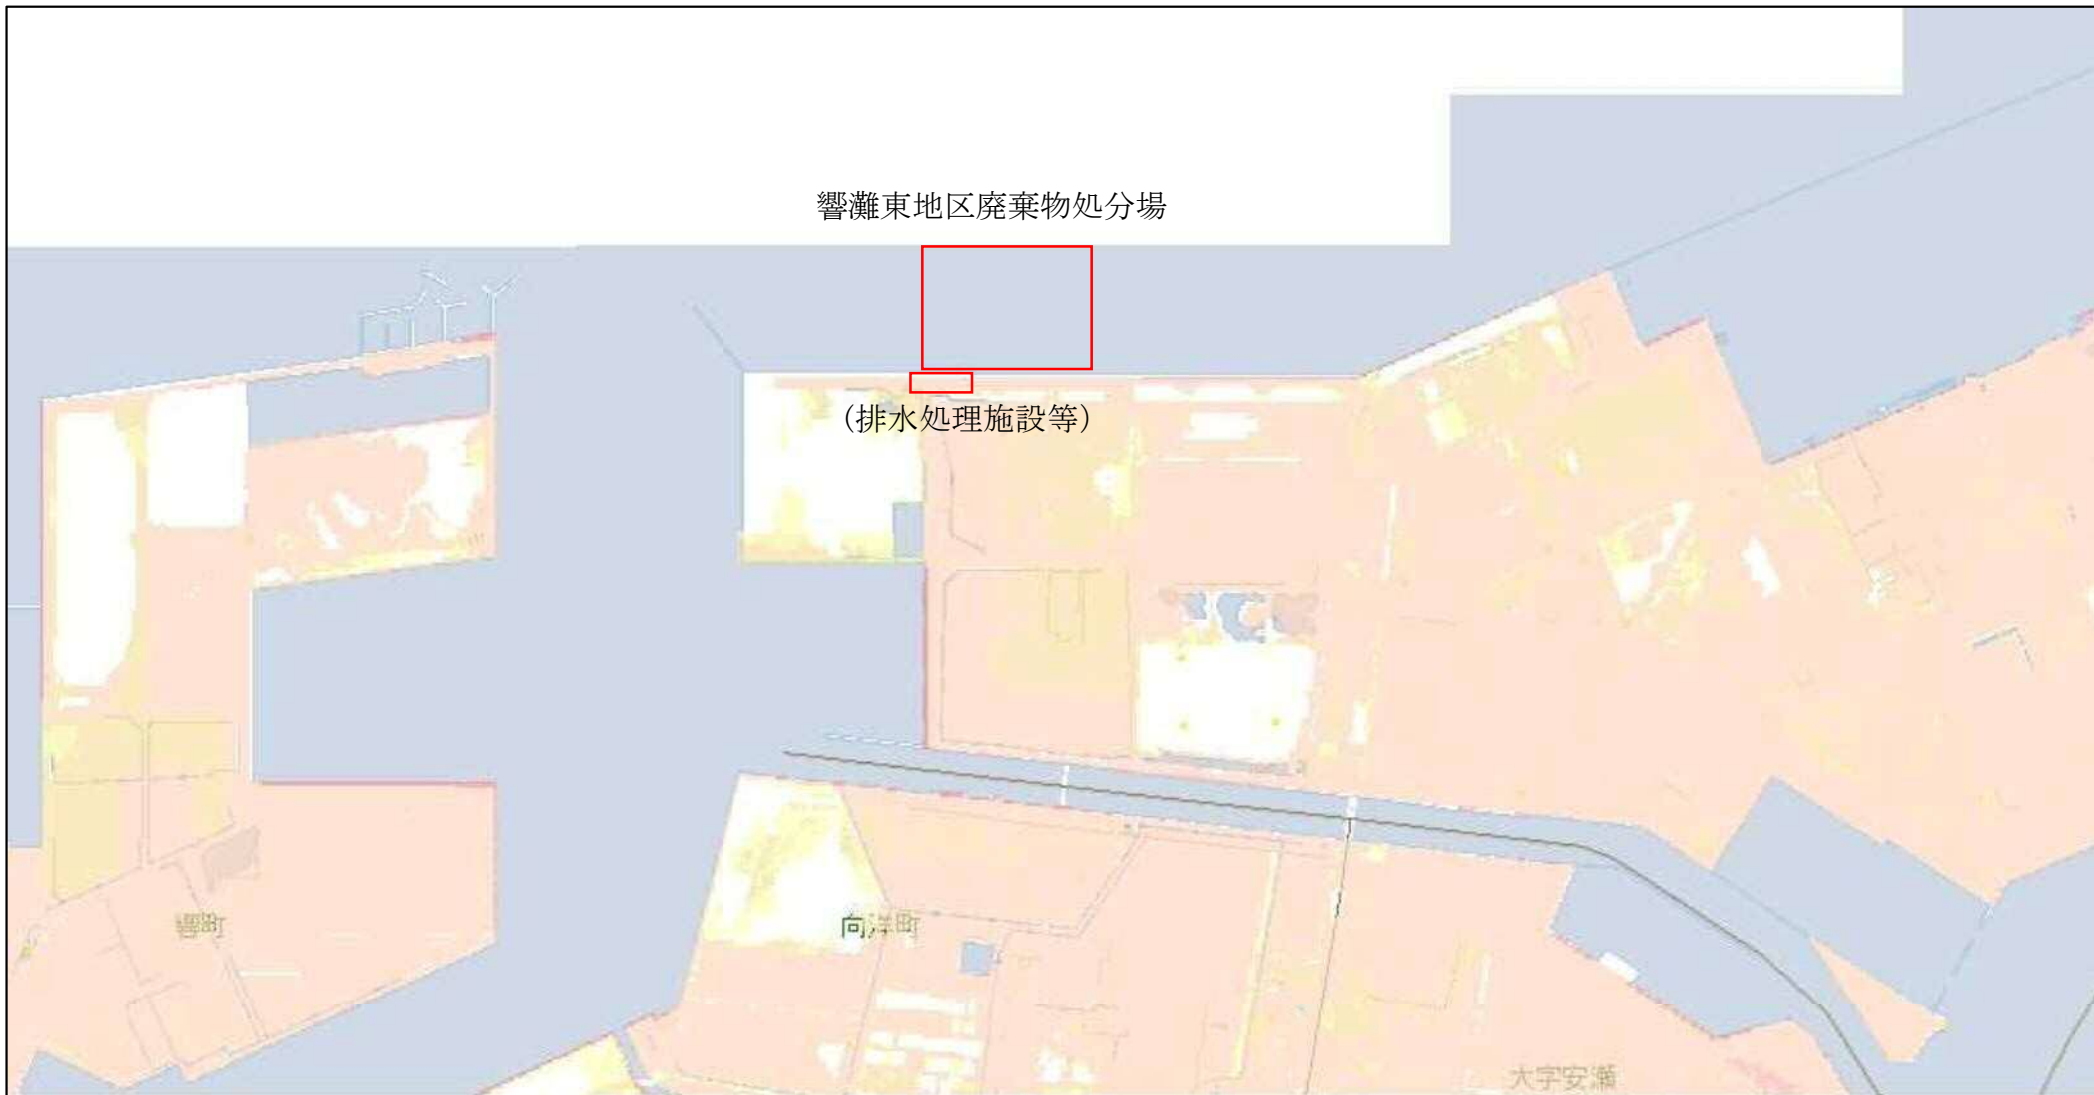 響灘東地区廃棄物処分場
(排水処理施設等)
響町
向洋町
大字安瀬